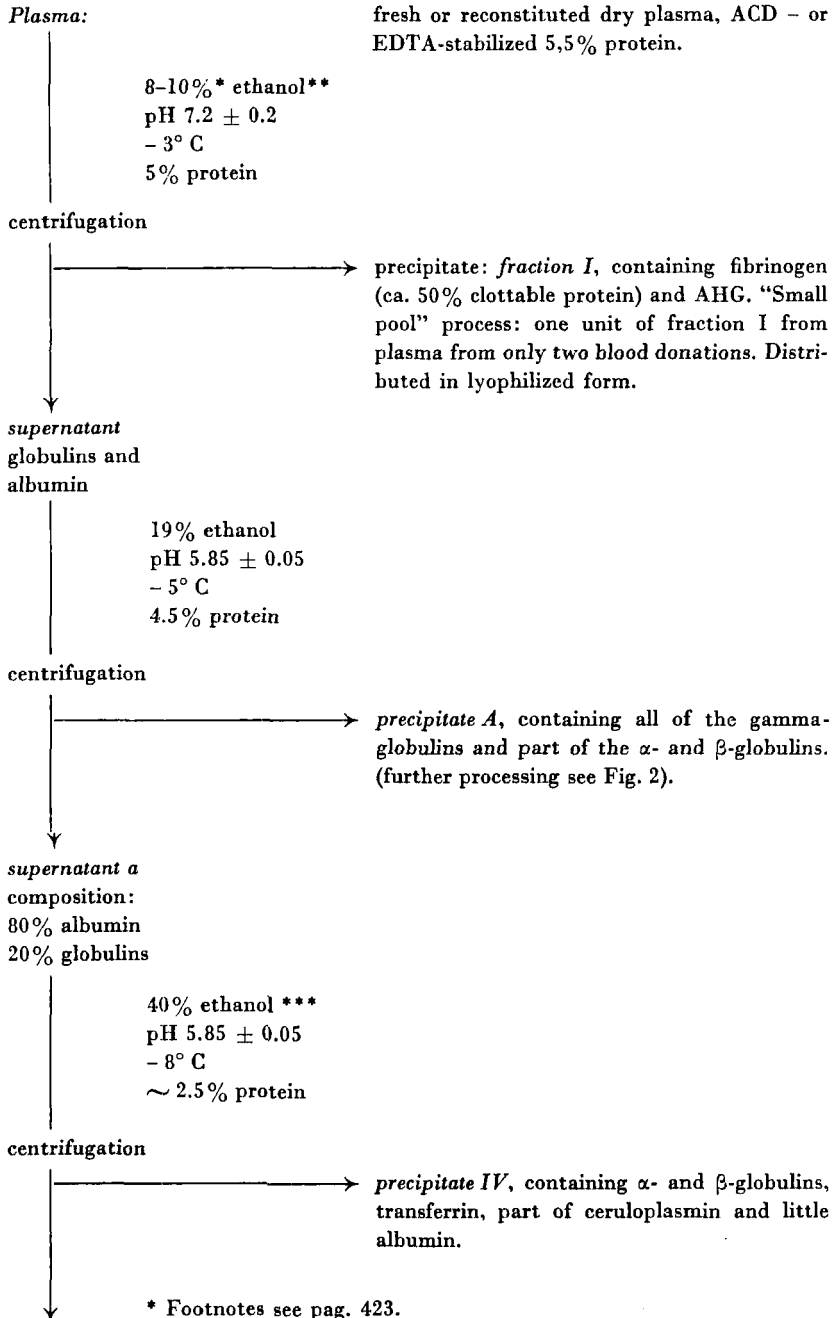 Plasma:
fresh or reconstituted dry plasma, ACD – or
EDTA-stabilized 5,5% protein.
8–10%* ethanol**
pH 7.2 ± 0.2
– 3° C
5% protein
centrifugation
precipitate: fraction I, containing fibrinogen
(ca. 50% clottable protein) and AHG. “Small
pool” process: one unit of fraction I from
plasma from only two blood donations. Distri-
buted in lyophilized form.
supernatant
globulins and
albumin
19% ethanol
pH 5.85 ± 0.05
– 5° C
4.5% protein
centrifugation
precipitate A, containing all of the gamma-
globulins and part of the α- and β-globulins.
(further processing see Fig. 2).
supernatant a
composition:
80% albumin
20% globulins
40% ethanol ***
pH 5.85 ± 0.05
– 8° C
~ 2.5% protein
centrifugation
precipitate IV, containing α- and β-globulins,
transferrin, part of ceruloplasmin and little
albumin.
* Footnotes see pag. 423.